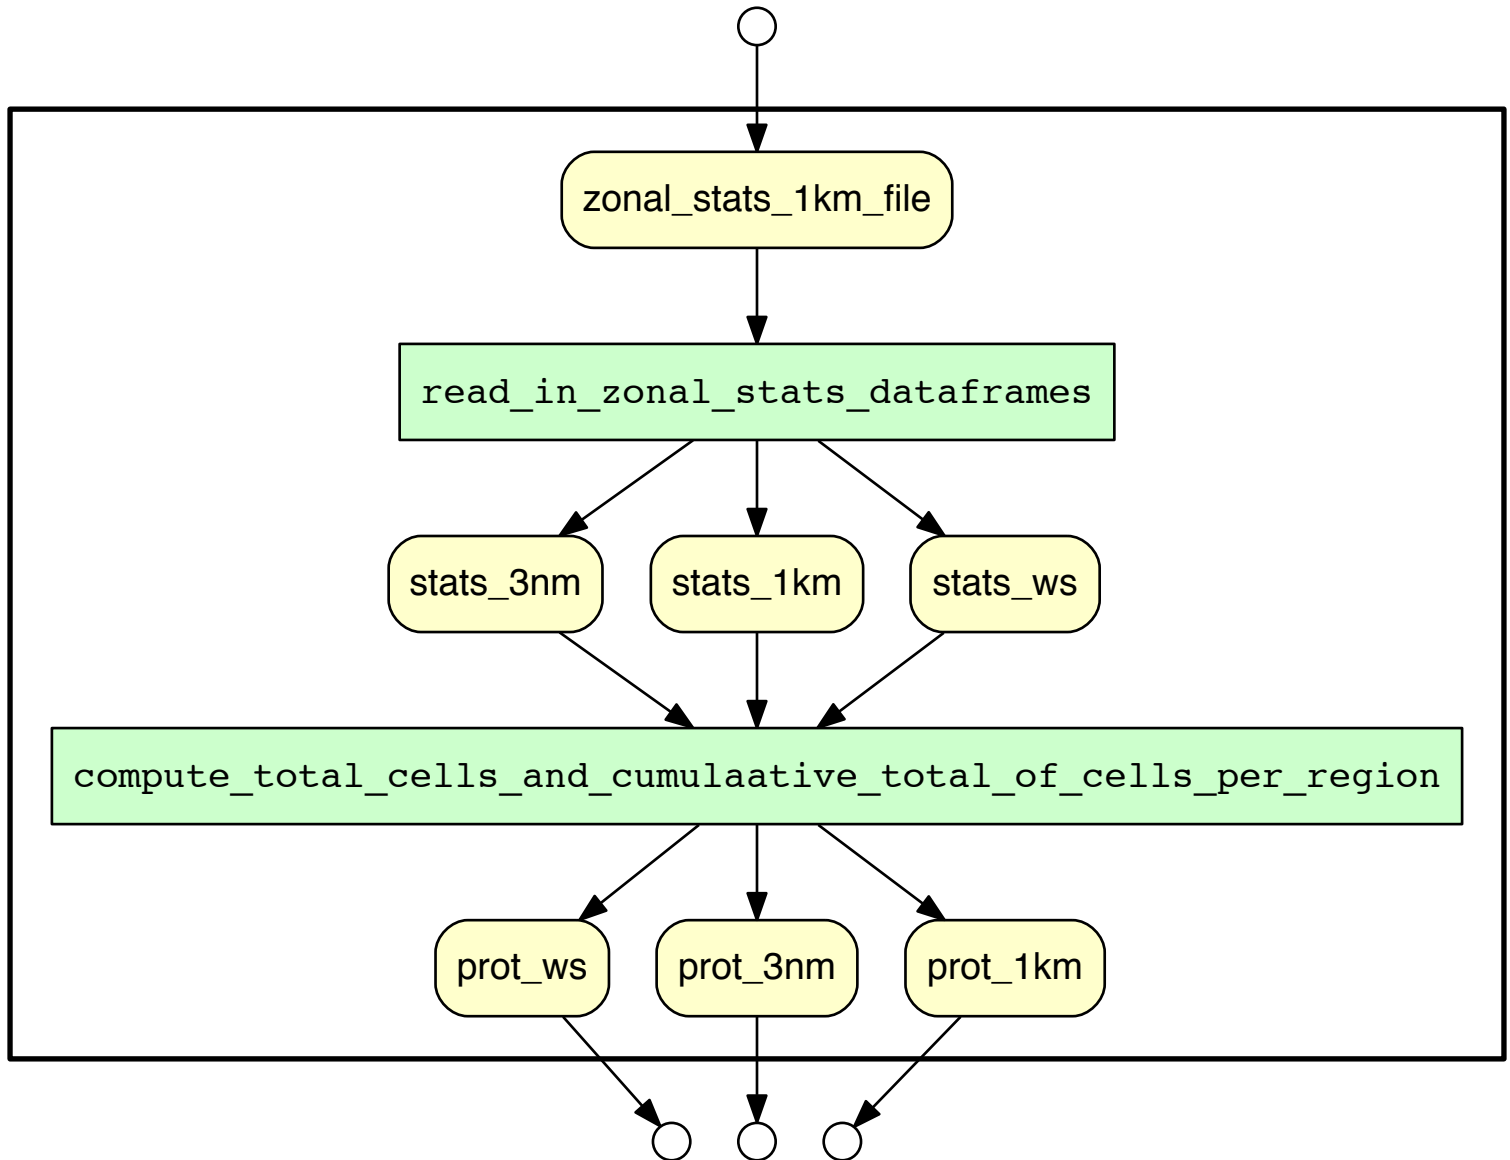 zonal_stats_1km_file
read_in_zonal_stats_dataframes
stats_3nm
stats_1km
stats_ws
compute_total_cells_and_cumulaative_total_of_cells_per_region
prot_ws
prot_3nm
prot_1km